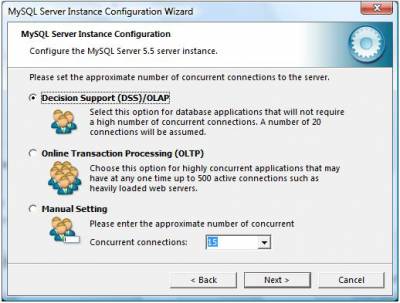 MySQL Server Instance Configuration Wizard
MySQL Server Instance Configuration
Configure the MySQL Server 5.5 server instance.
Please set the approximate number of concurrent connections to the server.
Decision Support (DSS)/OLAP
Select this option for database applications that will not require
a high number of concurrent connections. A number of 20
connections will be assumed.
Online Transaction Processing (OLTP)
Choose this option for highly concurrent applications that may
have at any one time up to 500 active connections such as
heavily loaded web servers.
Manual Setting
Please enter the approximate number of concurrent
Concurrent connections: 15
< Back Next > Cancel